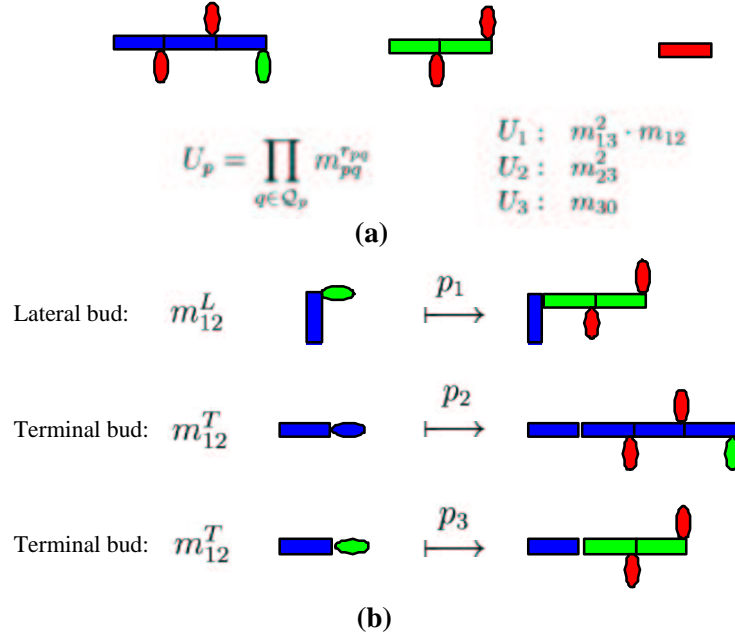 U_p = ∏_{q∈𝒬_p} m_{pq}^{r_{pq}}
U_1 : m_{13}^2 · m_{12}
U_2 : m_{23}^2
U_3 : m_{30}
(a)
Lateral bud: m_{12}^L p_1
Terminal bud: m_{12}^T p_2
Terminal bud: m_{12}^T p_3
(b)